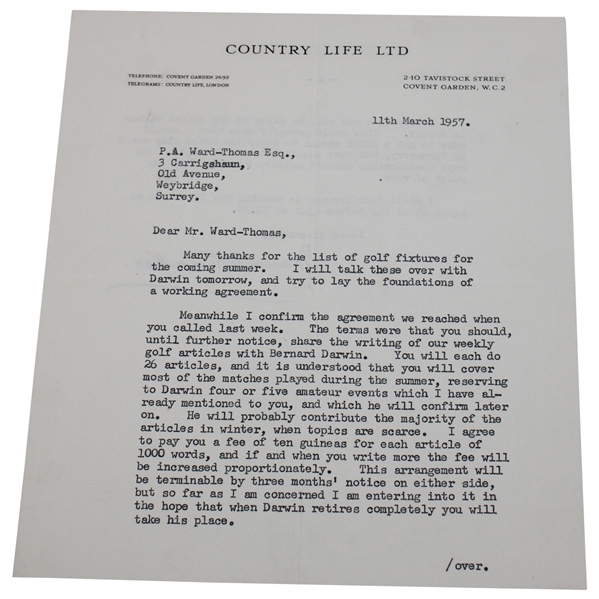 COUNTRY LIFE LTD
TELEPHONE: COVENT GARDEN 2692
TELEGRAMS: COUNTRY LIFE, LONDON
2-10 TAVISTOCK STREET
COVENT GARDEN, W.C.2
11th March 1957.
P.A. Ward-Thomas Esq.,
3 Carrigshaun,
Old Avenue,
Weybridge,
Surrey.
Dear Mr. Ward-Thomas,
Many thanks for the list of golf fixtures for
the coming summer. I will talk these over with
Darwin tomorrow, and try to lay the foundations of
a working agreement.
Meanwhile I confirm the agreement we reached when
you called last week. The terms were that you should,
until further notice, share the writing of our weekly
golf articles with Bernard Darwin. You will each do
26 articles, and it is understood that you will cover
most of the matches played during the summer, reserving
to Darwin four or five amateur events which I have al-
ready mentioned to you, and which he will confirm later
on. He will probably contribute the majority of the
articles in winter, when topics are scarce. I agree
to pay you a fee of ten guineas for each article of
1000 words, and if and when you write more the fee will
be increased proportionately. This arrangement will
be terminable by three months' notice on either side,
but so far as I am concerned I am entering into it in
the hope that when Darwin retires completely you will
take his place.
/over.